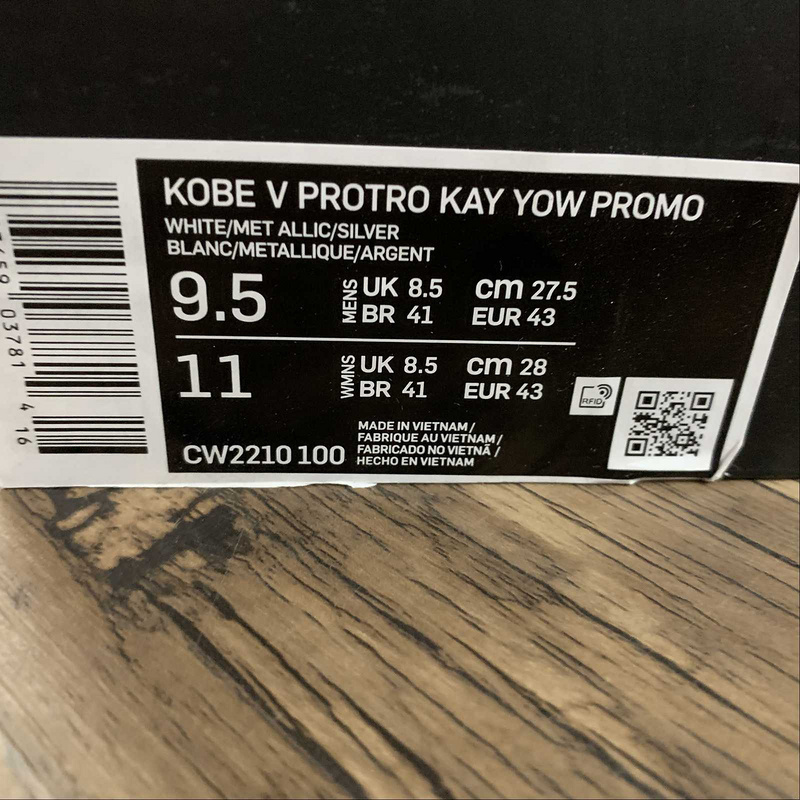 KOBE V PROTRO KAY YOW PROMO
WHITE/MET ALLIC/SILVER
BLANC/METALLIQUE/ARGENT
9.5 MENS UK 8.5 cm 27.5
BR 41 EUR 43
11 WMNS UK 8.5 cm 28
BR 41 EUR 43
RFID
CW2210 100
MADE IN VIETNAM/
FABRIQUE AU VIETNAM/
FABRICADO NO VIETNÃ /
HECHO EN VIETNAM
03781 4 16